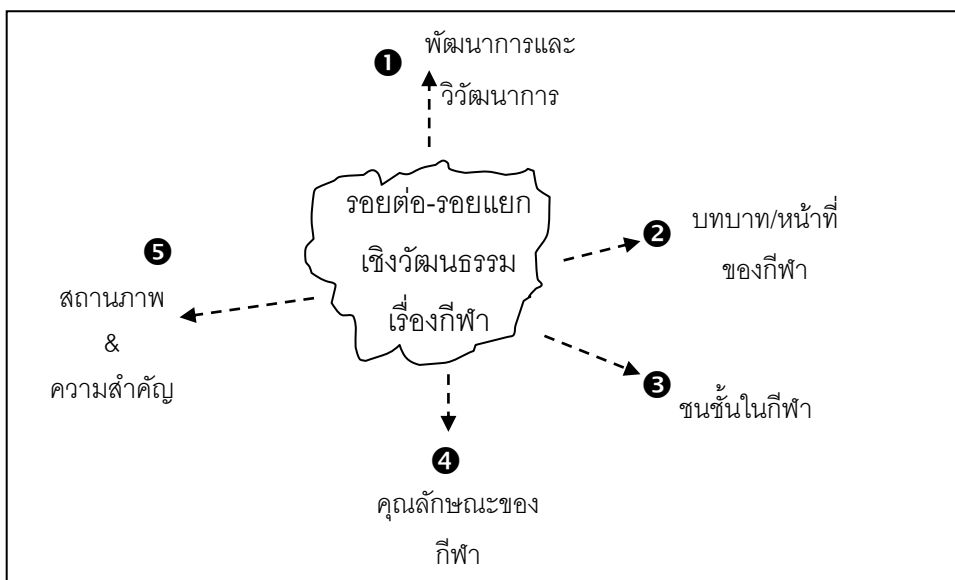 ❶ พัฒนาการและ
วิวัฒนาการ
รอยต่อ-รอยแยก
เชิงวัฒนธรรม
เรื่องกีฬา
❷ บทบาท/หน้าที่
ของกีฬา
❸ ชนชั้นในกีฬา
❹
คุณลักษณะของ
กีฬา
❺
สถานภาพ
&
ความสำคัญ